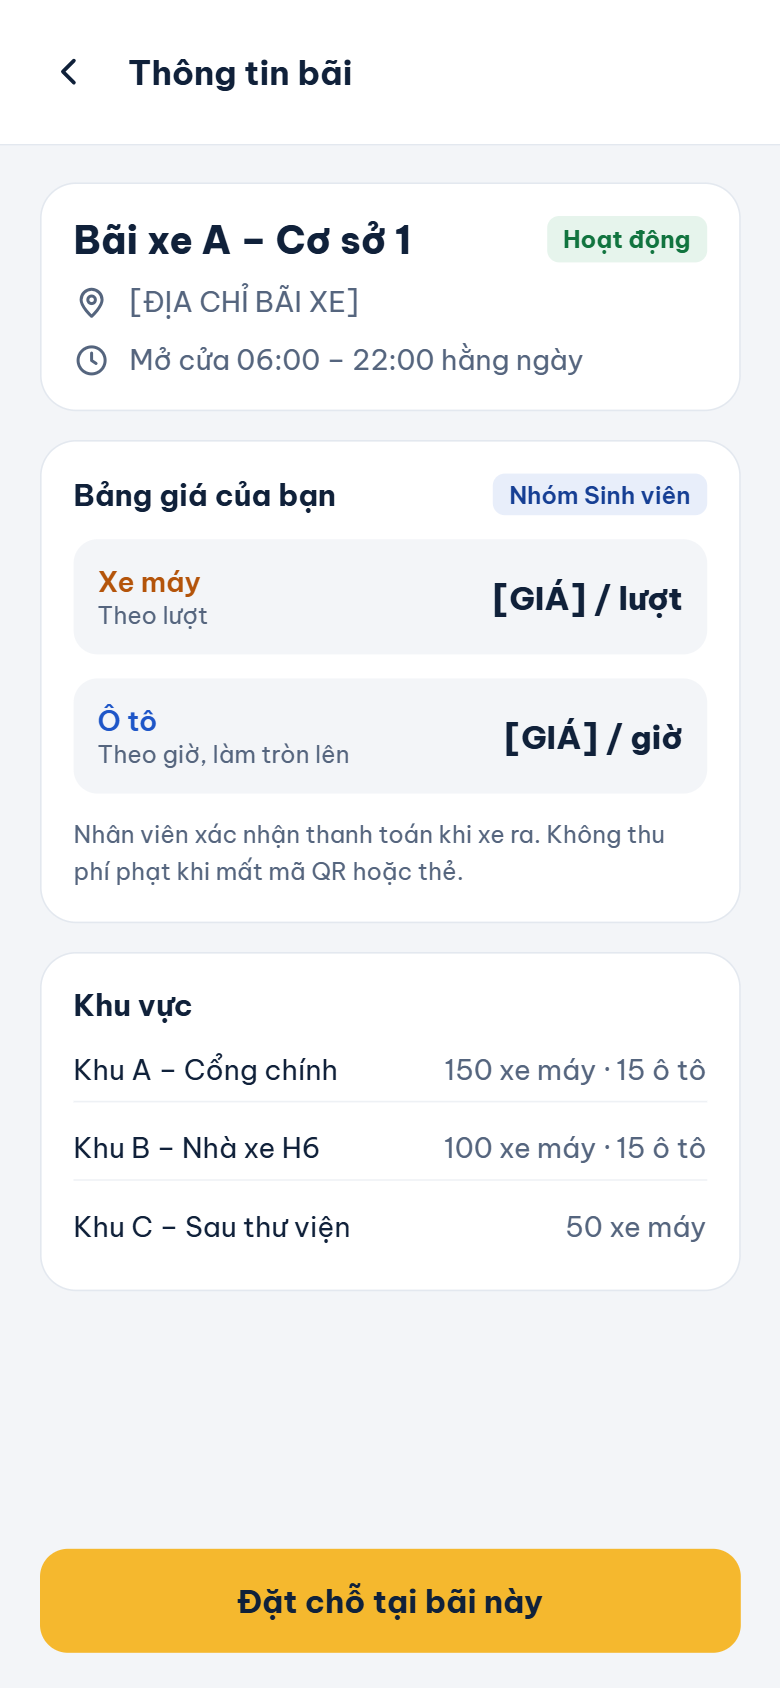 Thông tin bãi
Bãi xe A – Cơ sở 1
Hoạt động
[ĐỊA CHỈ BÃI XE]
Mở cửa 06:00 – 22:00 hằng ngày
Bảng giá của bạn
Nhóm Sinh viên
Xe máy
Theo lượt
[GIÁ] / lượt
Ô tô
Theo giờ, làm tròn lên
[GIÁ] / giờ
Nhân viên xác nhận thanh toán khi xe ra. Không thu
phí phạt khi mất mã QR hoặc thẻ.
Khu vực
Khu A – Cổng chính
150 xe máy · 15 ô tô
Khu B – Nhà xe H6
100 xe máy · 15 ô tô
Khu C – Sau thư viện
50 xe máy
Đặt chỗ tại bãi này